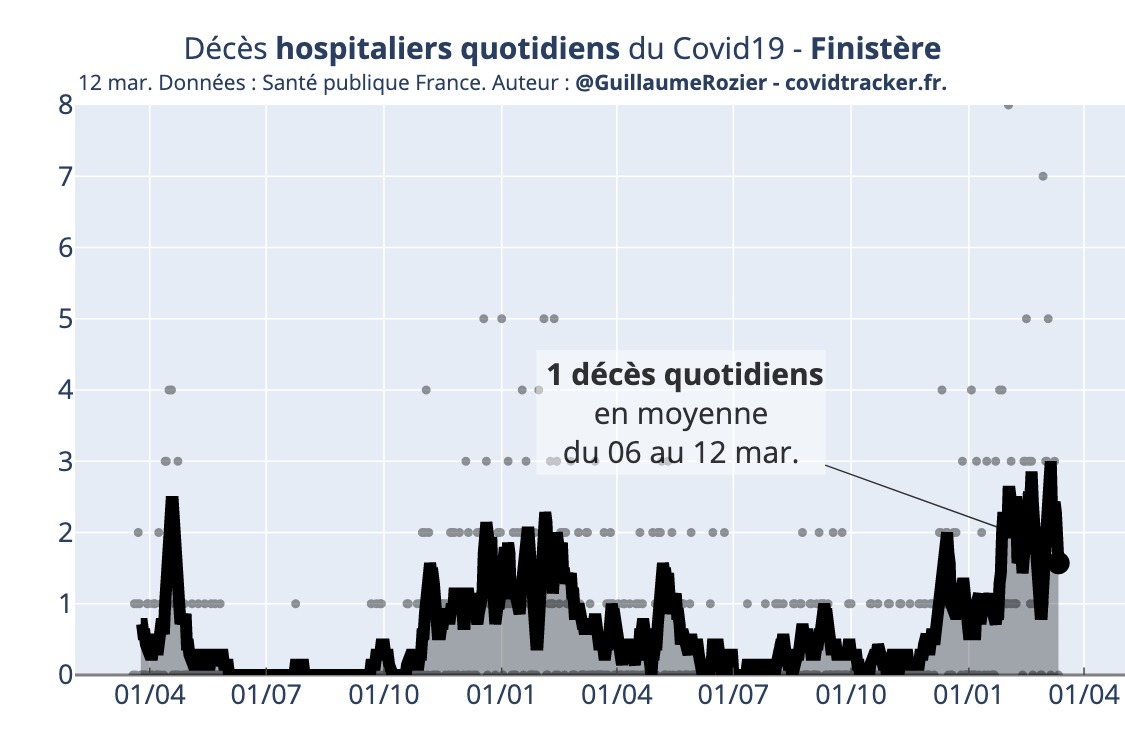 Décès hospitaliers quotidiens du Covid19 - Finistère
12 mar. Données : Santé publique France. Auteur : @GuillaumeRozier - covidtracker.fr.
8
7
6
5
4
3
2
1
0
1 décès quotidiens
en moyenne
du 06 au 12 mar.
01/04 01/07 01/10 01/01 01/04 01/07 01/10 01/01 01/04